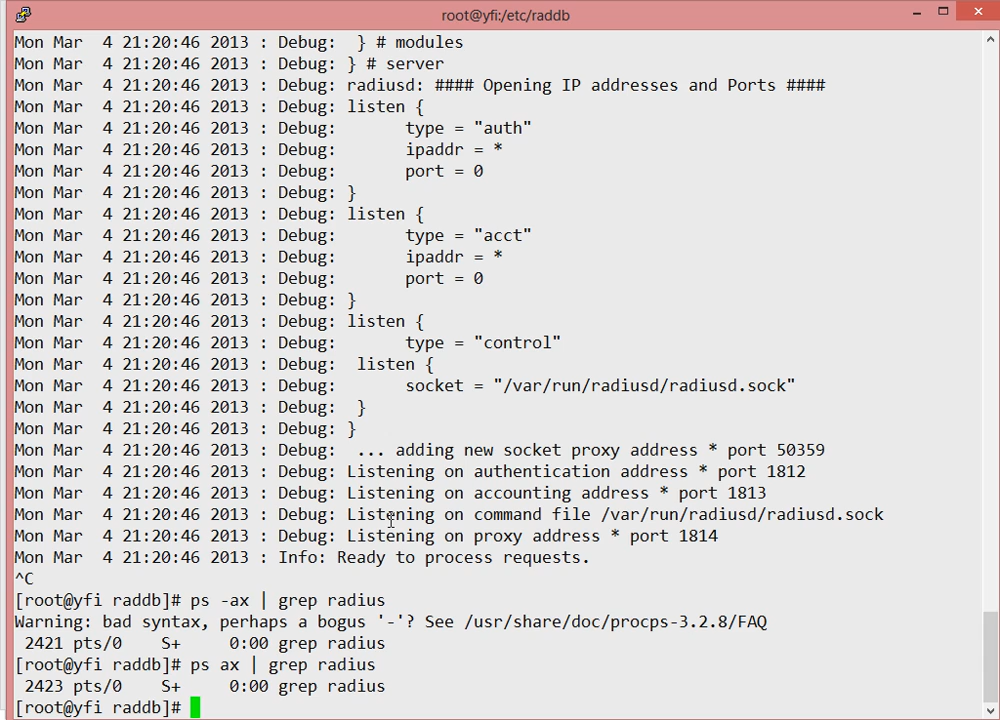 root@yfi:/etc/raddb
Mon Mar  4 21:20:46 2013 : Debug:  } # modules
Mon Mar  4 21:20:46 2013 : Debug: } # server
Mon Mar  4 21:20:46 2013 : Debug: radiusd: #### Opening IP addresses and Ports ####
Mon Mar  4 21:20:46 2013 : Debug: listen {
Mon Mar  4 21:20:46 2013 : Debug:       type = "auth"
Mon Mar  4 21:20:46 2013 : Debug:       ipaddr = *
Mon Mar  4 21:20:46 2013 : Debug:       port = 0
Mon Mar  4 21:20:46 2013 : Debug: }
Mon Mar  4 21:20:46 2013 : Debug: listen {
Mon Mar  4 21:20:46 2013 : Debug:       type = "acct"
Mon Mar  4 21:20:46 2013 : Debug:       ipaddr = *
Mon Mar  4 21:20:46 2013 : Debug:       port = 0
Mon Mar  4 21:20:46 2013 : Debug: }
Mon Mar  4 21:20:46 2013 : Debug: listen {
Mon Mar  4 21:20:46 2013 : Debug:       type = "control"
Mon Mar  4 21:20:46 2013 : Debug:  listen {
Mon Mar  4 21:20:46 2013 : Debug:       socket = "/var/run/radiusd/radiusd.sock"
Mon Mar  4 21:20:46 2013 : Debug:  }
Mon Mar  4 21:20:46 2013 : Debug: }
Mon Mar  4 21:20:46 2013 : Debug:  ... adding new socket proxy address * port 50359
Mon Mar  4 21:20:46 2013 : Debug: Listening on authentication address * port 1812
Mon Mar  4 21:20:46 2013 : Debug: Listening on accounting address * port 1813
Mon Mar  4 21:20:46 2013 : Debug: Listening on command file /var/run/radiusd/radiusd.sock
Mon Mar  4 21:20:46 2013 : Debug: Listening on proxy address * port 1814
Mon Mar  4 21:20:46 2013 : Info: Ready to process requests.
^C
[root@yfi raddb]# ps -ax | grep radius
Warning: bad syntax, perhaps a bogus '-'? See /usr/share/doc/procps-3.2.8/FAQ
 2421 pts/0    S+     0:00 grep radius
[root@yfi raddb]# ps ax | grep radius
 2423 pts/0    S+     0:00 grep radius
[root@yfi raddb]#